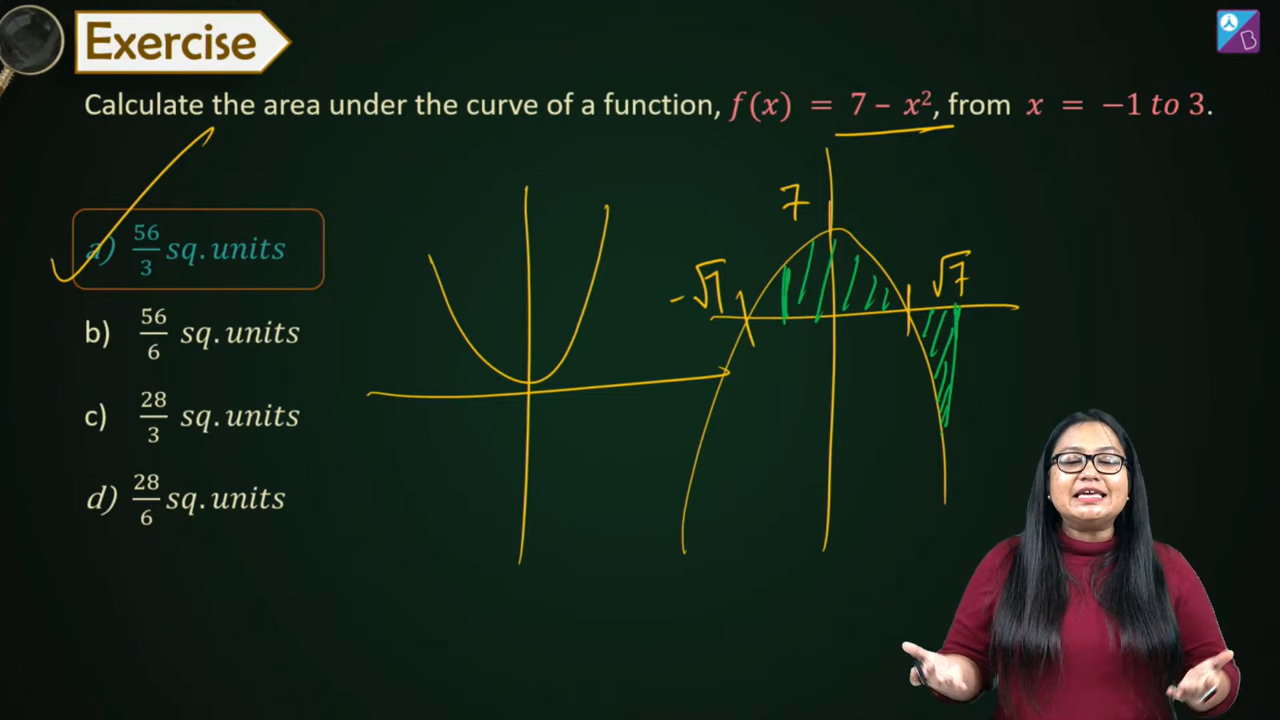 Exercise
Calculate the area under the curve of a function, f(x) = 7 – x², from x = −1 to 3.
a) 56/3 sq. units
b) 56/6 sq. units
c) 28/3 sq. units
d) 28/6 sq. units
7
-√7
√7
B